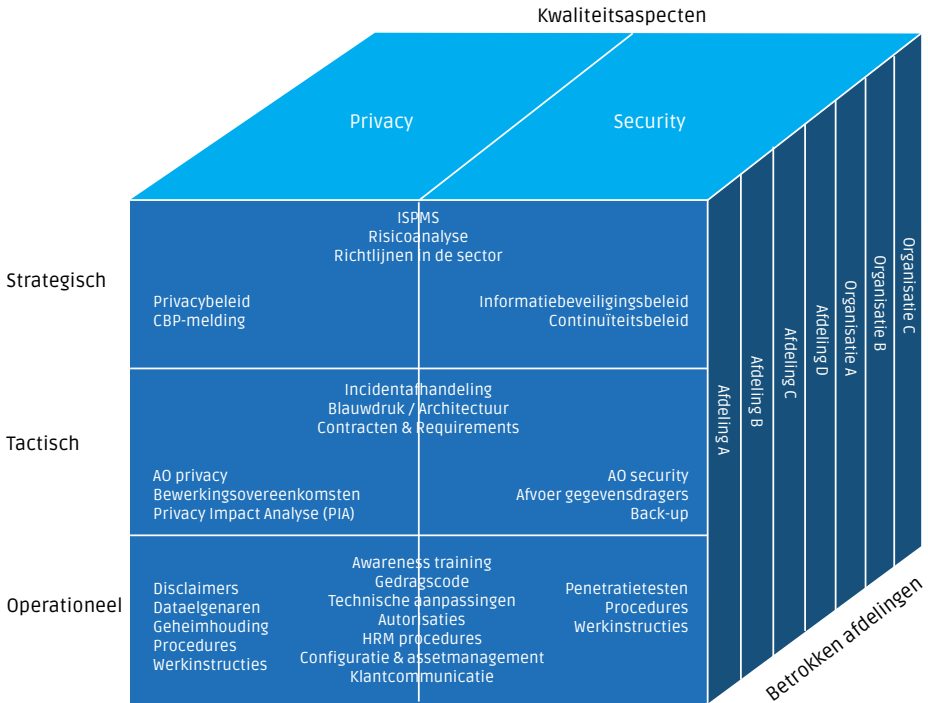 Kwaliteitsaspecten
Privacy
Security
Strategisch
ISPMS
Risicoanalyse
Richtlijnen in de sector
Privacybeleid
CBP-melding
Informatiebeveiligingsbeleid
Continuïteitsbeleid
Tactisch
Incidentafhandeling
Blauwdruk / Architectuur
Contracten & Requirements
AO privacy
Bewerkingsovereenkomsten
Privacy Impact Analyse (PIA)
AO security
Afvoer gegevensdragers
Back-up
Operationeel
Disclaimers
Dataelgenaren
Geheimhouding
Procedures
Werkinstructies
Awareness training
Gedragscode
Technische aanpassingen
Autorisaties
HRM procedures
Configuratie & assetmanagement
Klantcommunicatie
Penetratietesten
Procedures
Werkinstructies
Afdeling A
Afdeling B
Afdeling C
Afdeling D
Organisatie A
Organisatie B
Organisatie C
Betrokken afdelingen